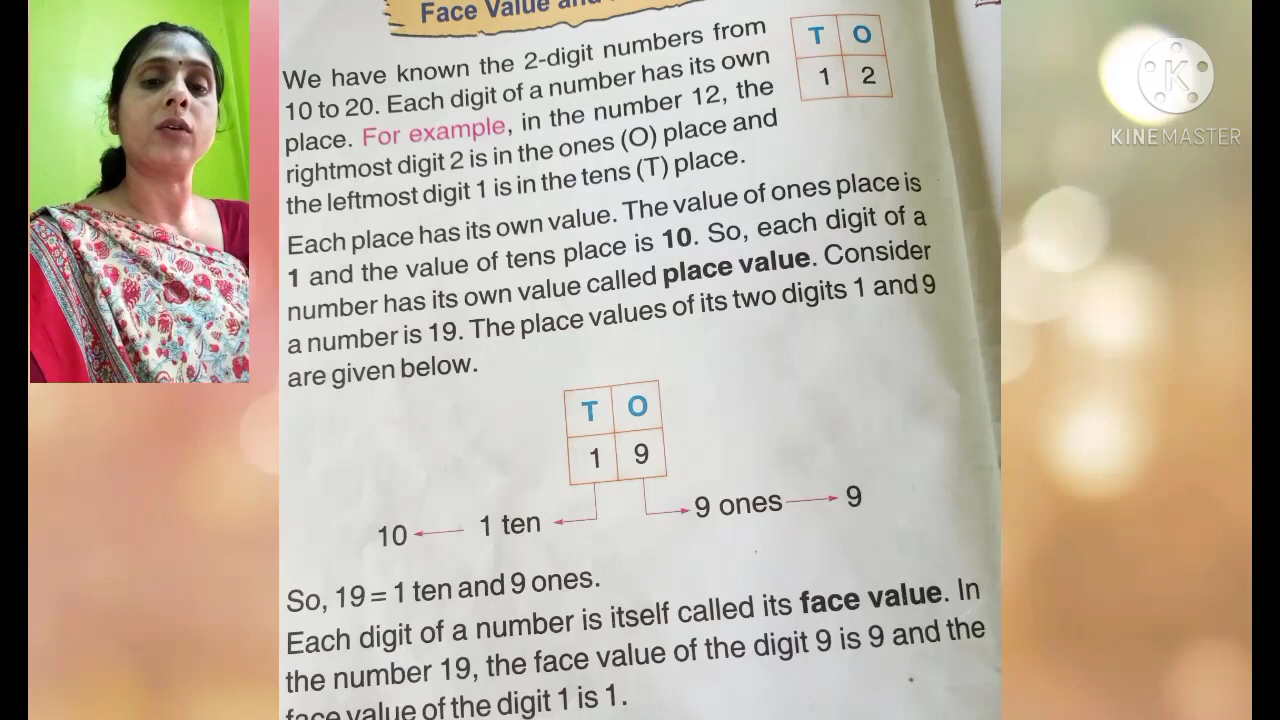 Face Value and
We have known the 2-digit numbers from
10 to 20. Each digit of a number has its own
place. For example, in the number 12, the
rightmost digit 2 is in the ones (O) place and
the leftmost digit 1 is in the tens (T) place.
T O
1 2
Each place has its own value. The value of ones place is
1 and the value of tens place is 10. So, each digit of a
number has its own value called place value. Consider
a number is 19. The place values of its two digits 1 and 9
are given below.
T O
1 9
10 ← 1 ten
9 ones → 9
So, 19 = 1 ten and 9 ones.
Each digit of a number is itself called its face value. In
the number 19, the face value of the digit 9 is 9 and the
face value of the digit 1 is 1.
K
KINEMASTER